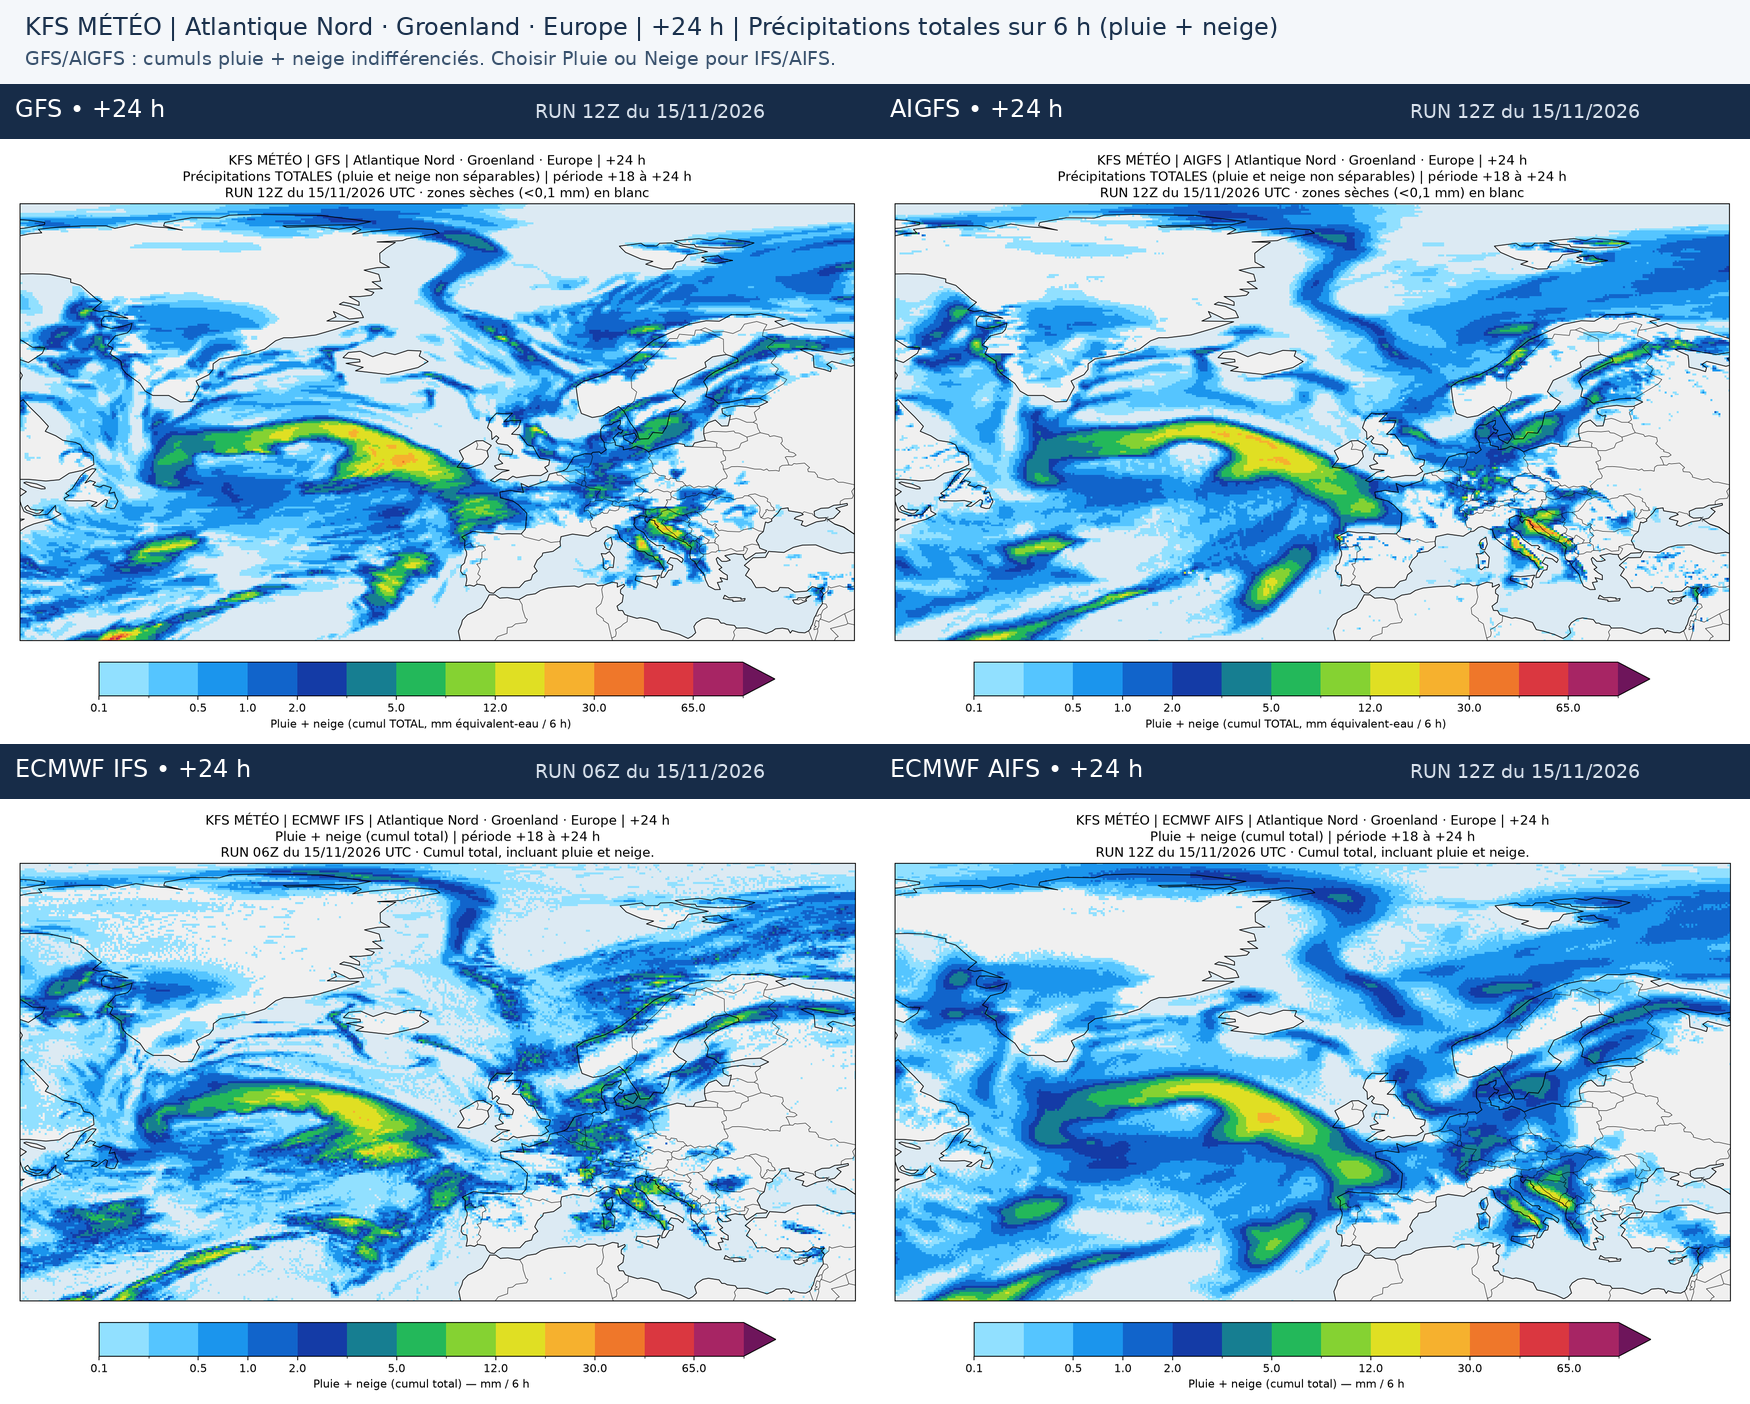 KFS MÉTÉO | Atlantique Nord · Groenland · Europe | +24 h | Précipitations totales sur 6 h (pluie + neige)
GFS/AIGFS : cumuls pluie + neige indifférenciés. Choisir Pluie ou Neige pour IFS/AIFS.
GFS • +24 h
RUN 12Z du 15/11/2026
AIGFS • +24 h
RUN 12Z du 15/11/2026
KFS MÉTÉO | GFS | Atlantique Nord · Groenland · Europe | +24 h
Précipitations TOTALES (pluie et neige non séparables) | période +18 à +24 h
RUN 12Z du 15/11/2026 UTC · zones sèches (<0,1 mm) en blanc
KFS MÉTÉO | AIGFS | Atlantique Nord · Groenland · Europe | +24 h
Précipitations TOTALES (pluie et neige non séparables) | période +18 à +24 h
RUN 12Z du 15/11/2026 UTC · zones sèches (<0,1 mm) en blanc
0.1 0.5 1.0 2.0 5.0 12.0 30.0 65.0
Pluie + neige (cumul TOTAL, mm équivalent-eau / 6 h)
0.1 0.5 1.0 2.0 5.0 12.0 30.0 65.0
Pluie + neige (cumul TOTAL, mm équivalent-eau / 6 h)
ECMWF IFS • +24 h
RUN 06Z du 15/11/2026
ECMWF AIFS • +24 h
RUN 12Z du 15/11/2026
KFS MÉTÉO | ECMWF IFS | Atlantique Nord · Groenland · Europe | +24 h
Pluie + neige (cumul total) | période +18 à +24 h
RUN 06Z du 15/11/2026 UTC · Cumul total, incluant pluie et neige.
KFS MÉTÉO | ECMWF AIFS | Atlantique Nord · Groenland · Europe | +24 h
Pluie + neige (cumul total) | période +18 à +24 h
RUN 12Z du 15/11/2026 UTC · Cumul total, incluant pluie et neige.
0.1 0.5 1.0 2.0 5.0 12.0 30.0 65.0
Pluie + neige (cumul total) — mm / 6 h
0.1 0.5 1.0 2.0 5.0 12.0 30.0 65.0
Pluie + neige (cumul total) — mm / 6 h